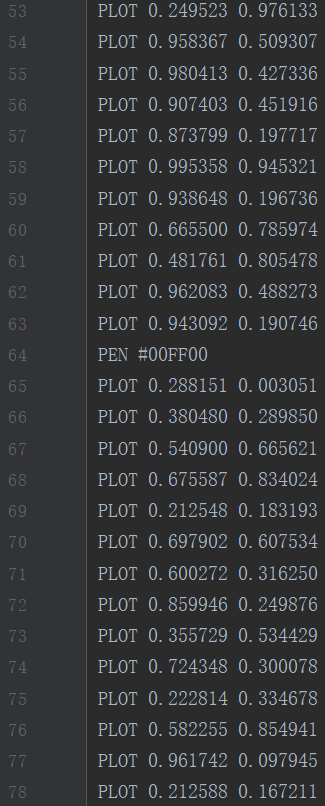 53 PLOT 0.249523 0.976133
54 PLOT 0.958367 0.509307
55 PLOT 0.980413 0.427336
56 PLOT 0.907403 0.451916
57 PLOT 0.873799 0.197717
58 PLOT 0.995358 0.945321
59 PLOT 0.938648 0.196736
60 PLOT 0.665500 0.785974
61 PLOT 0.481761 0.805478
62 PLOT 0.962083 0.488273
63 PLOT 0.943092 0.190746
64 PEN #00FF00
65 PLOT 0.288151 0.003051
66 PLOT 0.380480 0.289850
67 PLOT 0.540900 0.665621
68 PLOT 0.675587 0.834024
69 PLOT 0.212548 0.183193
70 PLOT 0.697902 0.607534
71 PLOT 0.600272 0.316250
72 PLOT 0.859946 0.249876
73 PLOT 0.355729 0.534429
74 PLOT 0.724348 0.300078
75 PLOT 0.222814 0.334678
76 PLOT 0.582255 0.854941
77 PLOT 0.961742 0.097945
78 PLOT 0.212588 0.167211